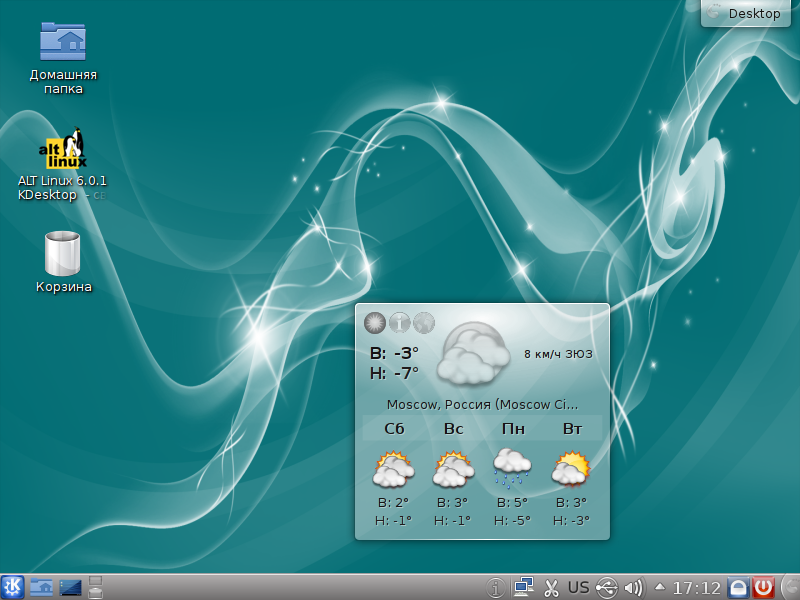 Desktop
Домашняя
папка
alt
linux
ALT Linux 6.0.1
KDesktop –
Корзина
В: -3°
Н: -7°
8 км/ч ЗЮЗ
Moscow, Россия (Moscow Ci...
Сб Вс Пн Вт
В: 2° В: 3° В: 5° В: 3°
Н: -1° Н: -1° Н: -5° Н: -3°
US 17:12